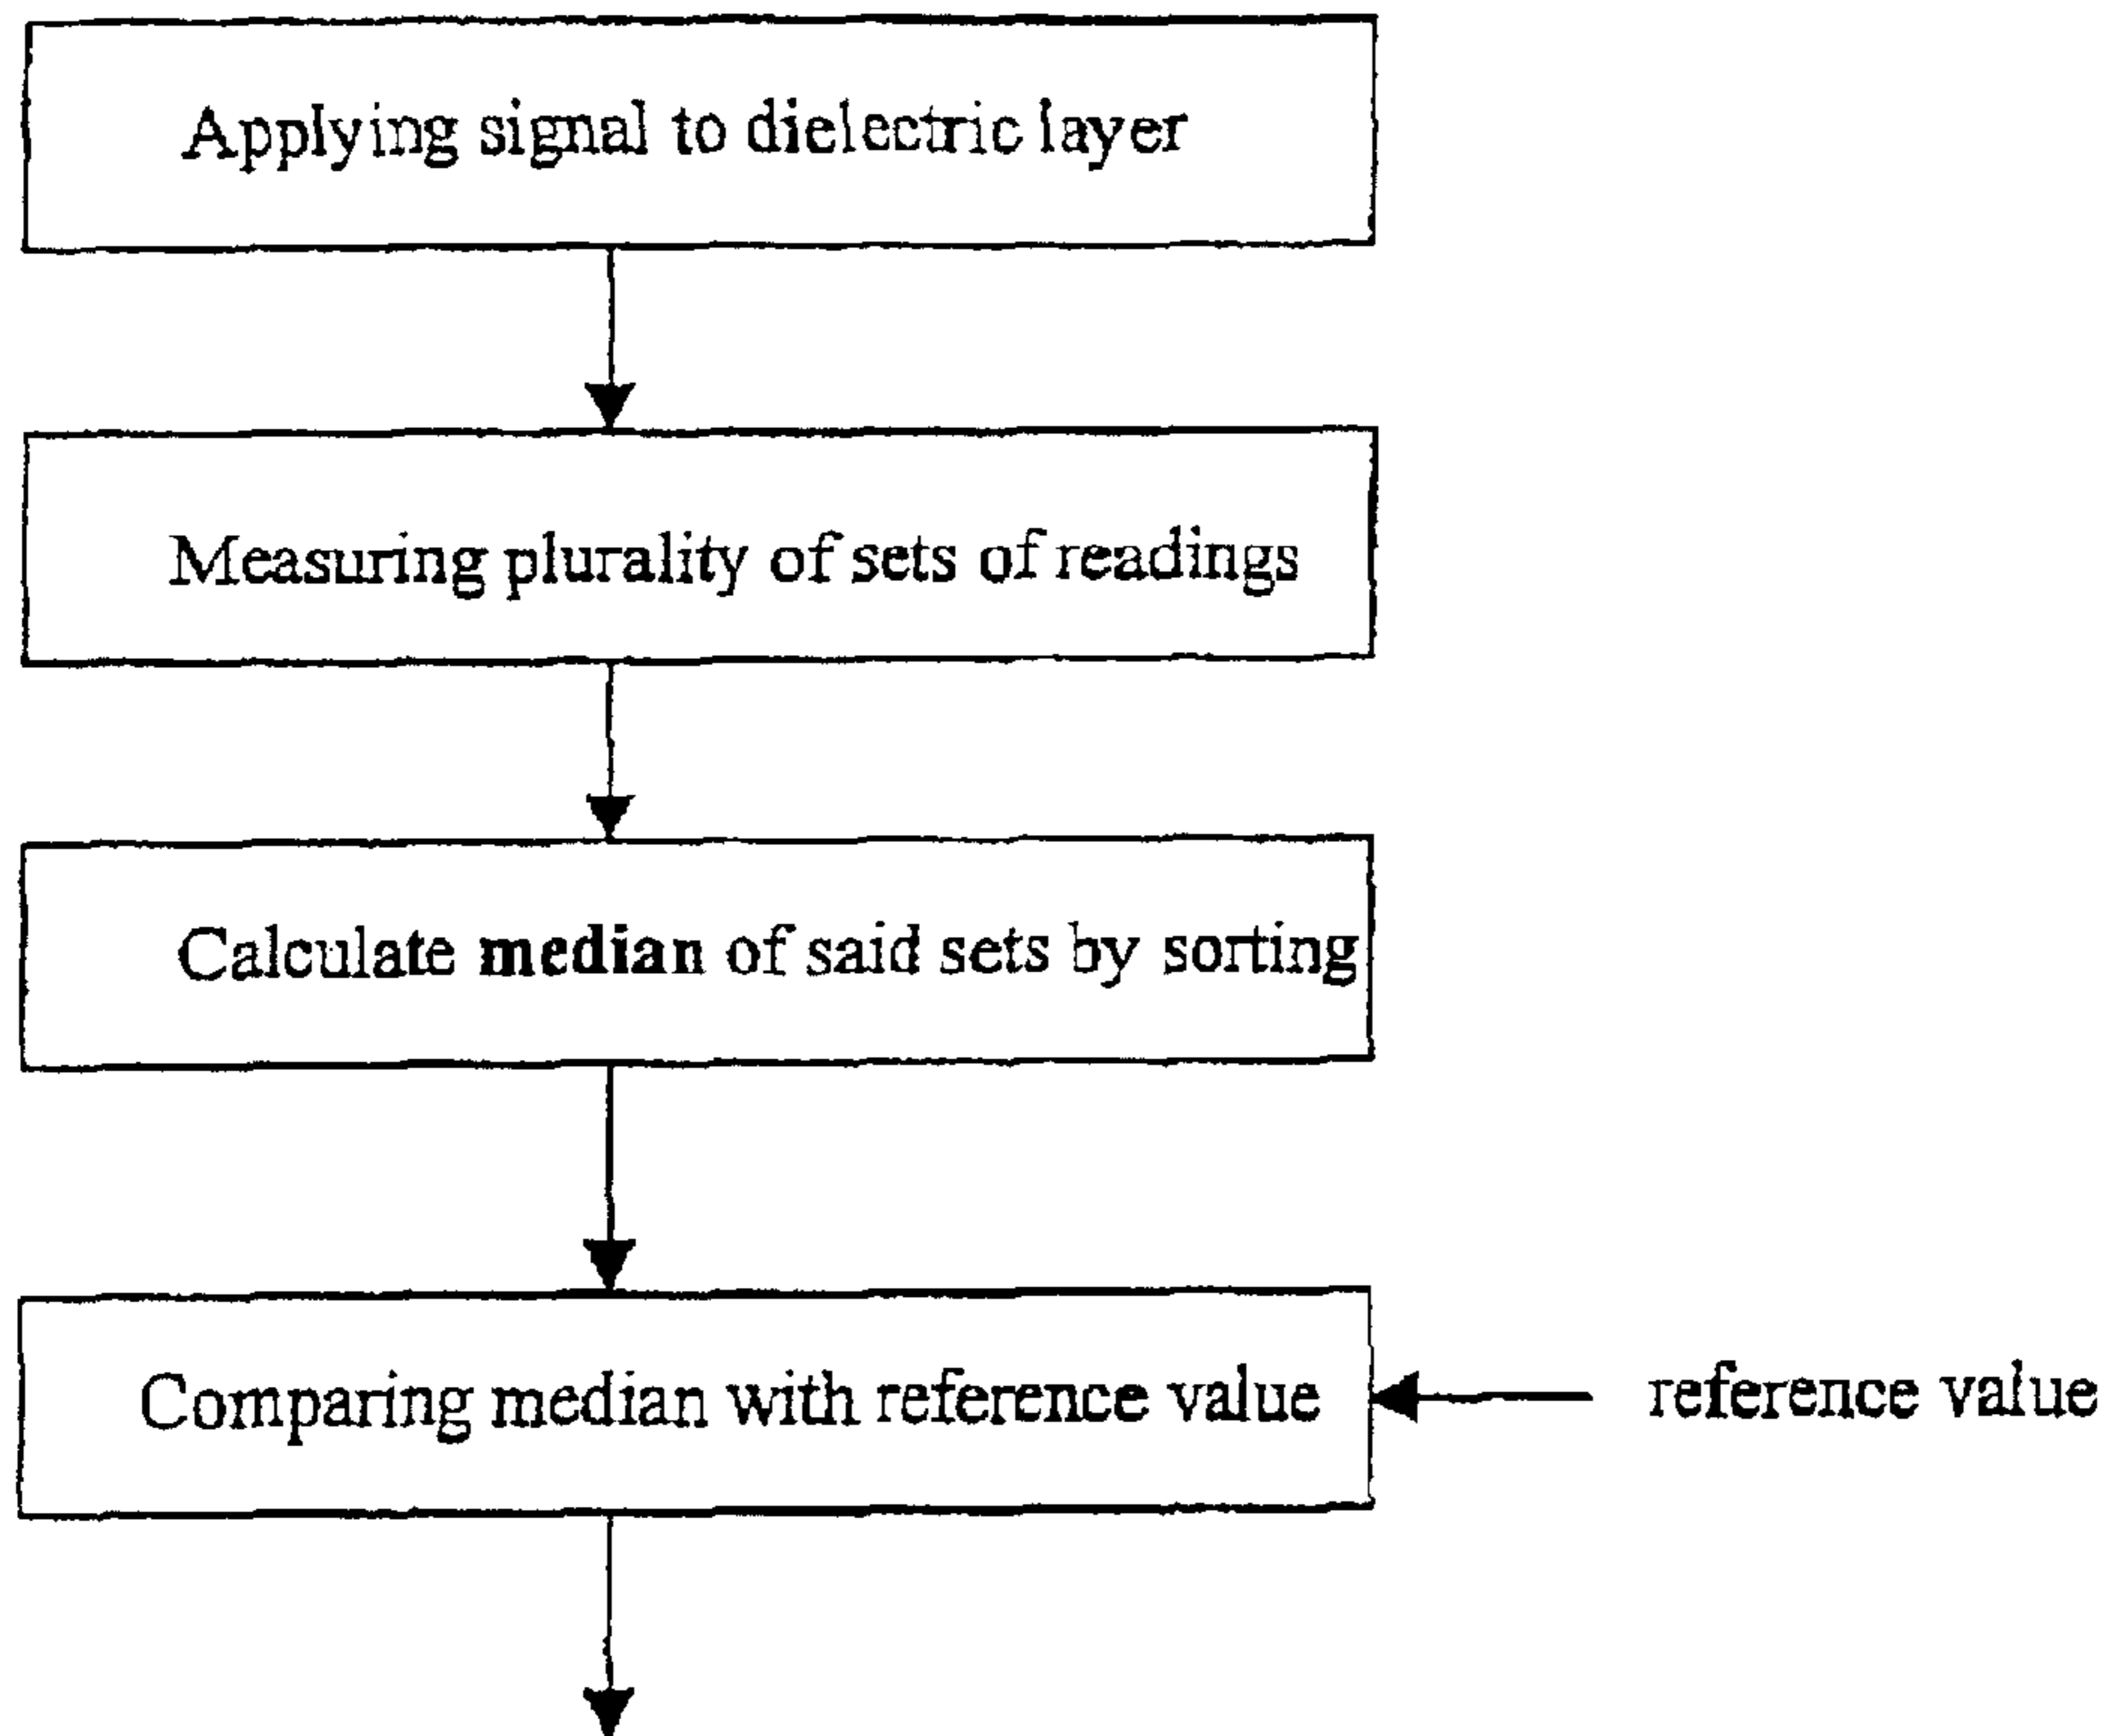 Applying signal to dielectric layer
Measuring plurality of sets of readings
Calculate median of said sets by sorting
Comparing median with reference value
reference value